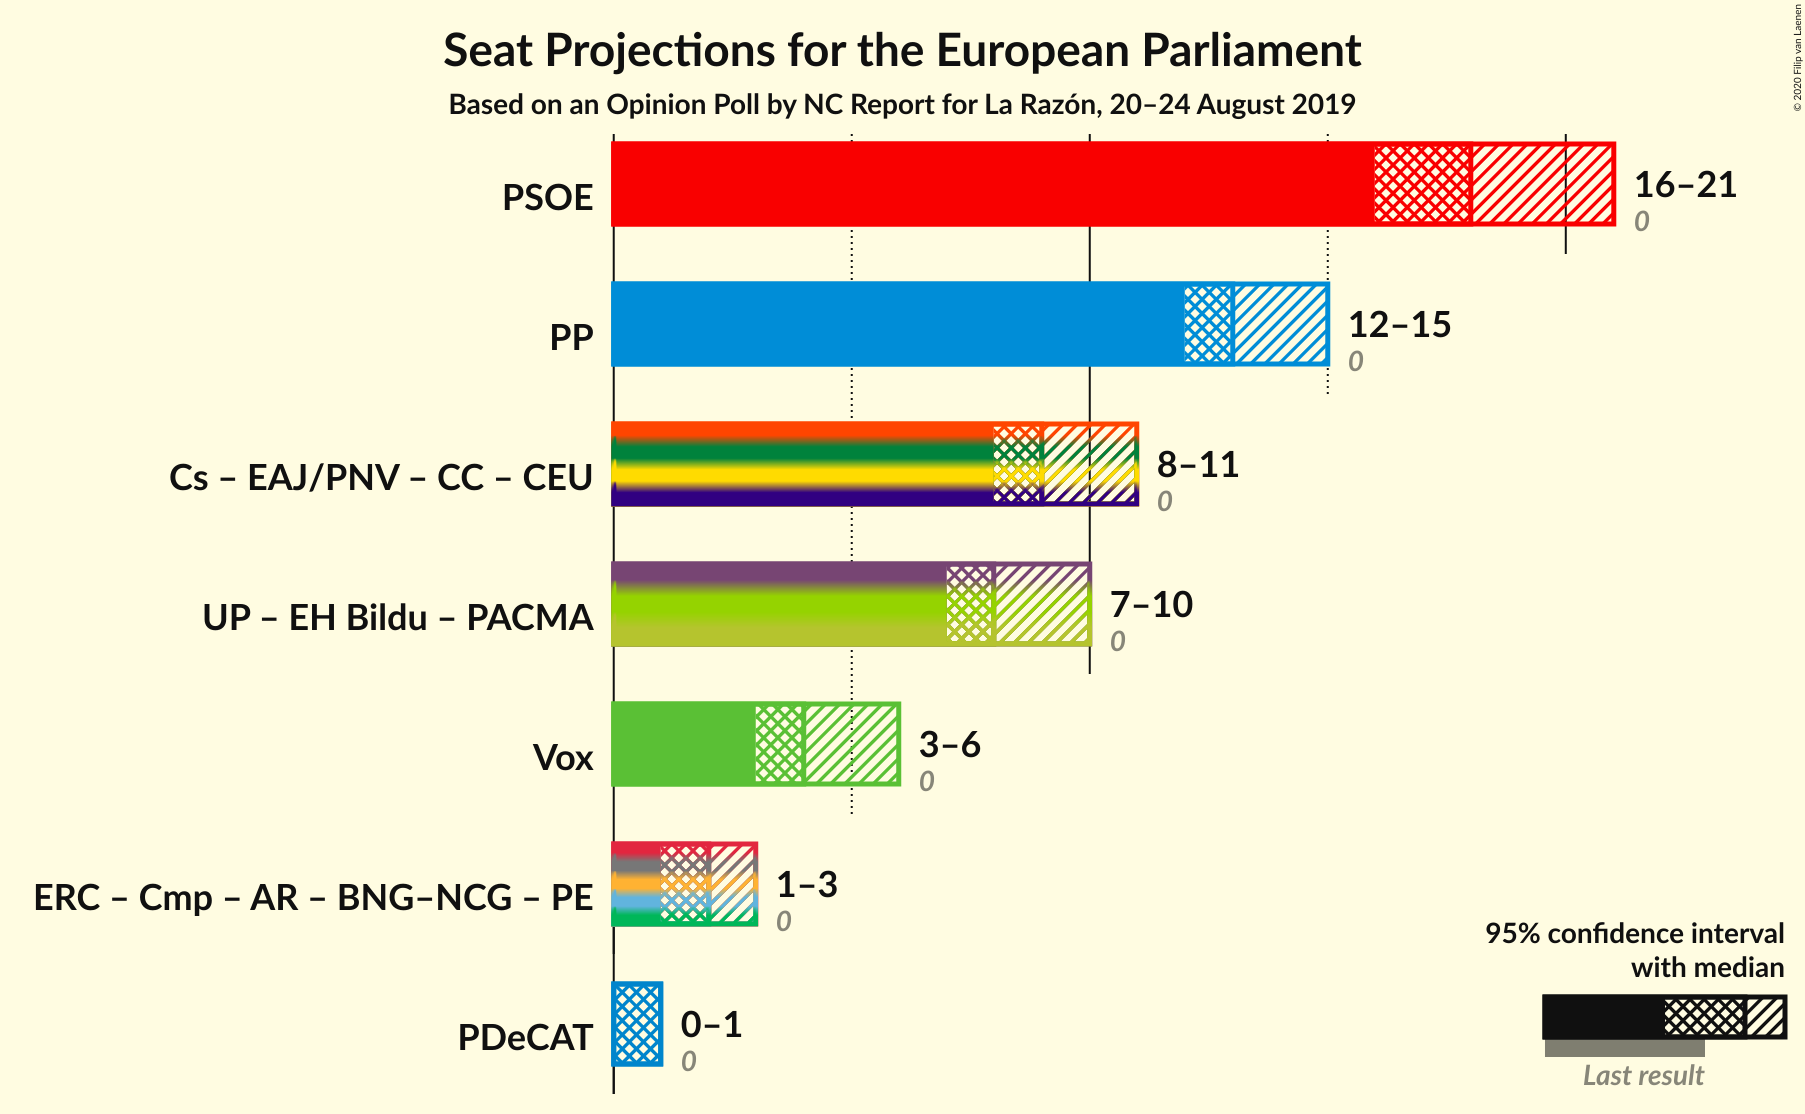 Seat Projections for the European Parliament
Based on an Opinion Poll by NC Report for La Razón, 20–24 August 2019
© 2020 Filip van Laenen
PSOE
16–21
0
PP
12–15
0
Cs – EAJ/PNV – CC – CEU
8–11
0
UP – EH Bildu – PACMA
7–10
0
Vox
3–6
0
ERC – Cmp – AR – BNG–NCG – PE
1–3
0
PDeCAT
0–1
0
95% confidence interval
with median
Last result